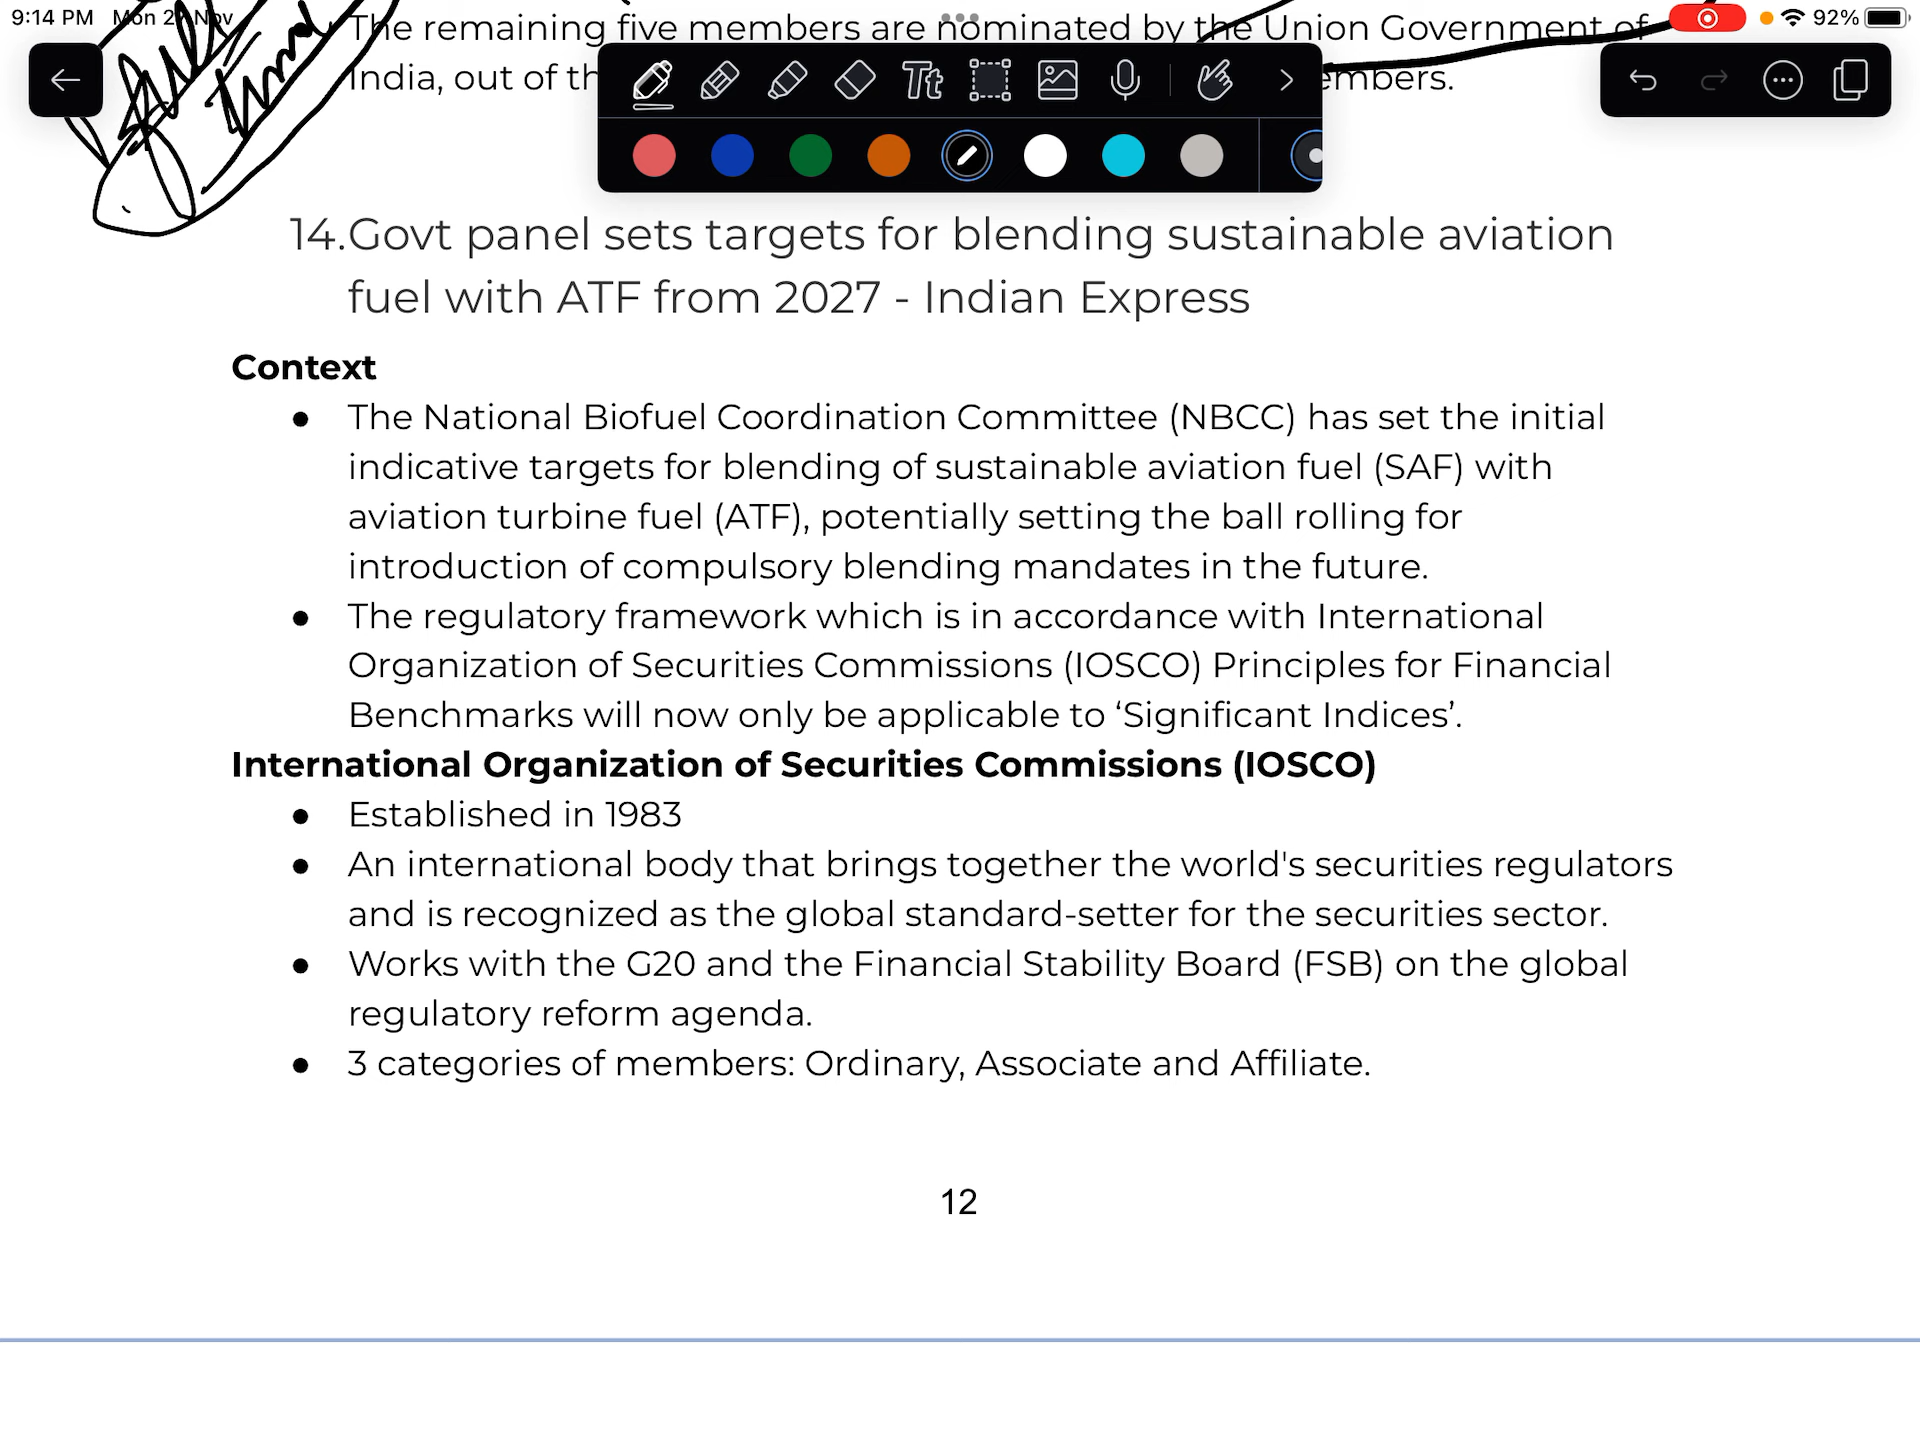 9:14 PM Mon 2 Nov
92%
The remaining five members are nominated by the Union Government of
India, out of th embers.
Tt
14.Govt panel sets targets for blending sustainable aviation
fuel with ATF from 2027 - Indian Express
Context
● The National Biofuel Coordination Committee (NBCC) has set the initial
indicative targets for blending of sustainable aviation fuel (SAF) with
aviation turbine fuel (ATF), potentially setting the ball rolling for
introduction of compulsory blending mandates in the future.
● The regulatory framework which is in accordance with International
Organization of Securities Commissions (IOSCO) Principles for Financial
Benchmarks will now only be applicable to ‘Significant Indices’.
International Organization of Securities Commissions (IOSCO)
● Established in 1983
● An international body that brings together the world's securities regulators
and is recognized as the global standard-setter for the securities sector.
● Works with the G20 and the Financial Stability Board (FSB) on the global
regulatory reform agenda.
● 3 categories of members: Ordinary, Associate and Affiliate.
12